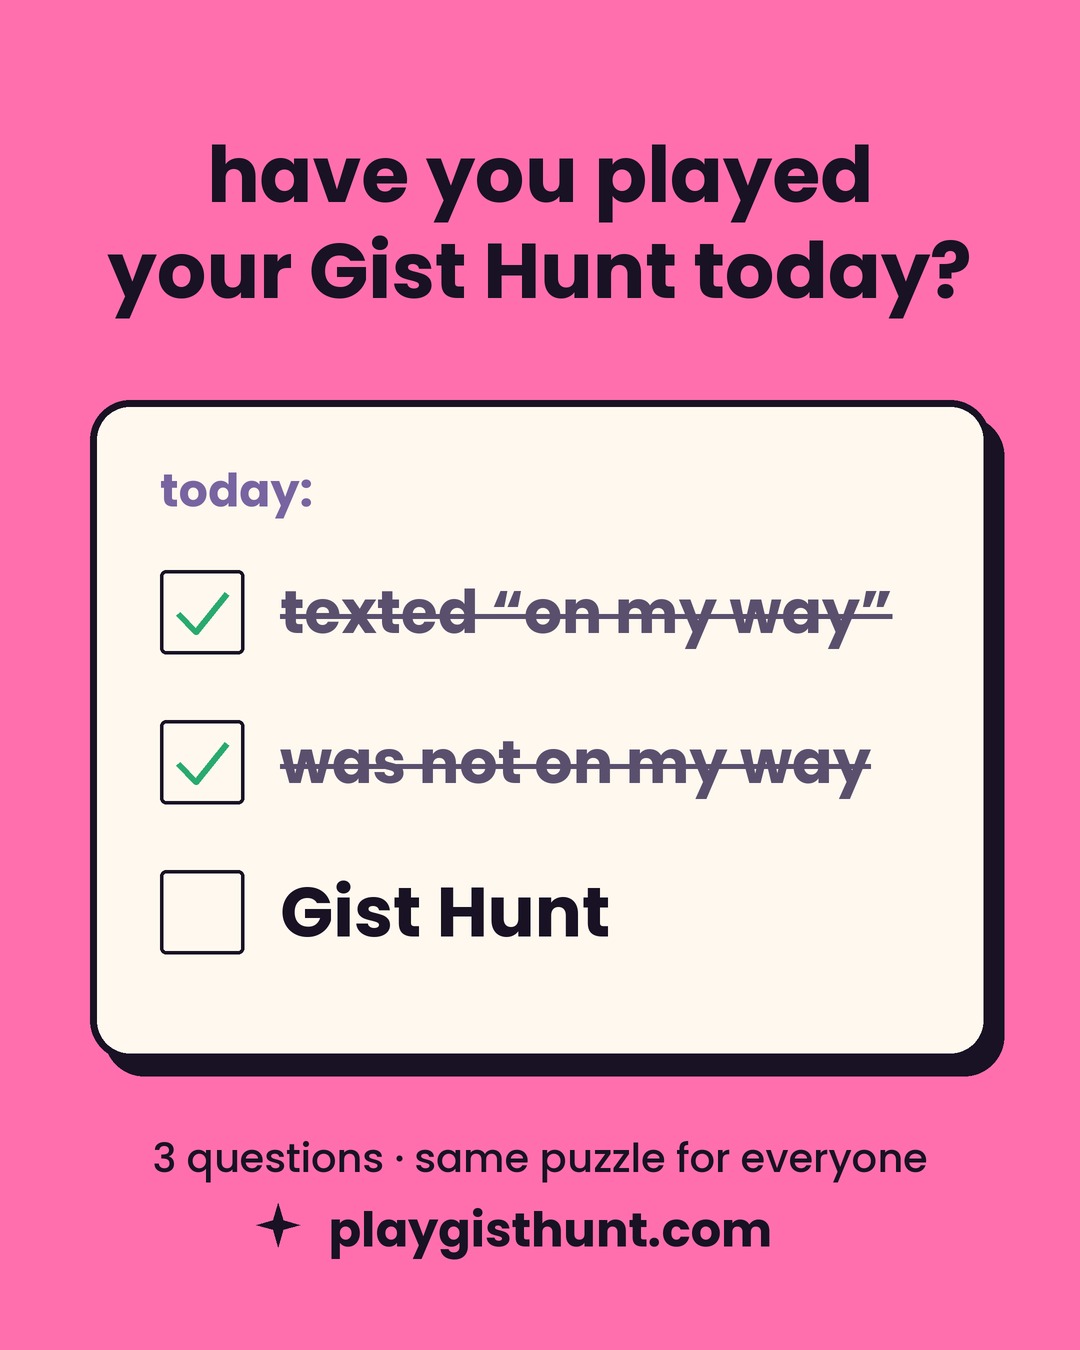 have you played
your Gist Hunt today?
today:
texted “on my way”
was not on my way
Gist Hunt
3 questions · same puzzle for everyone
playgisthunt.com